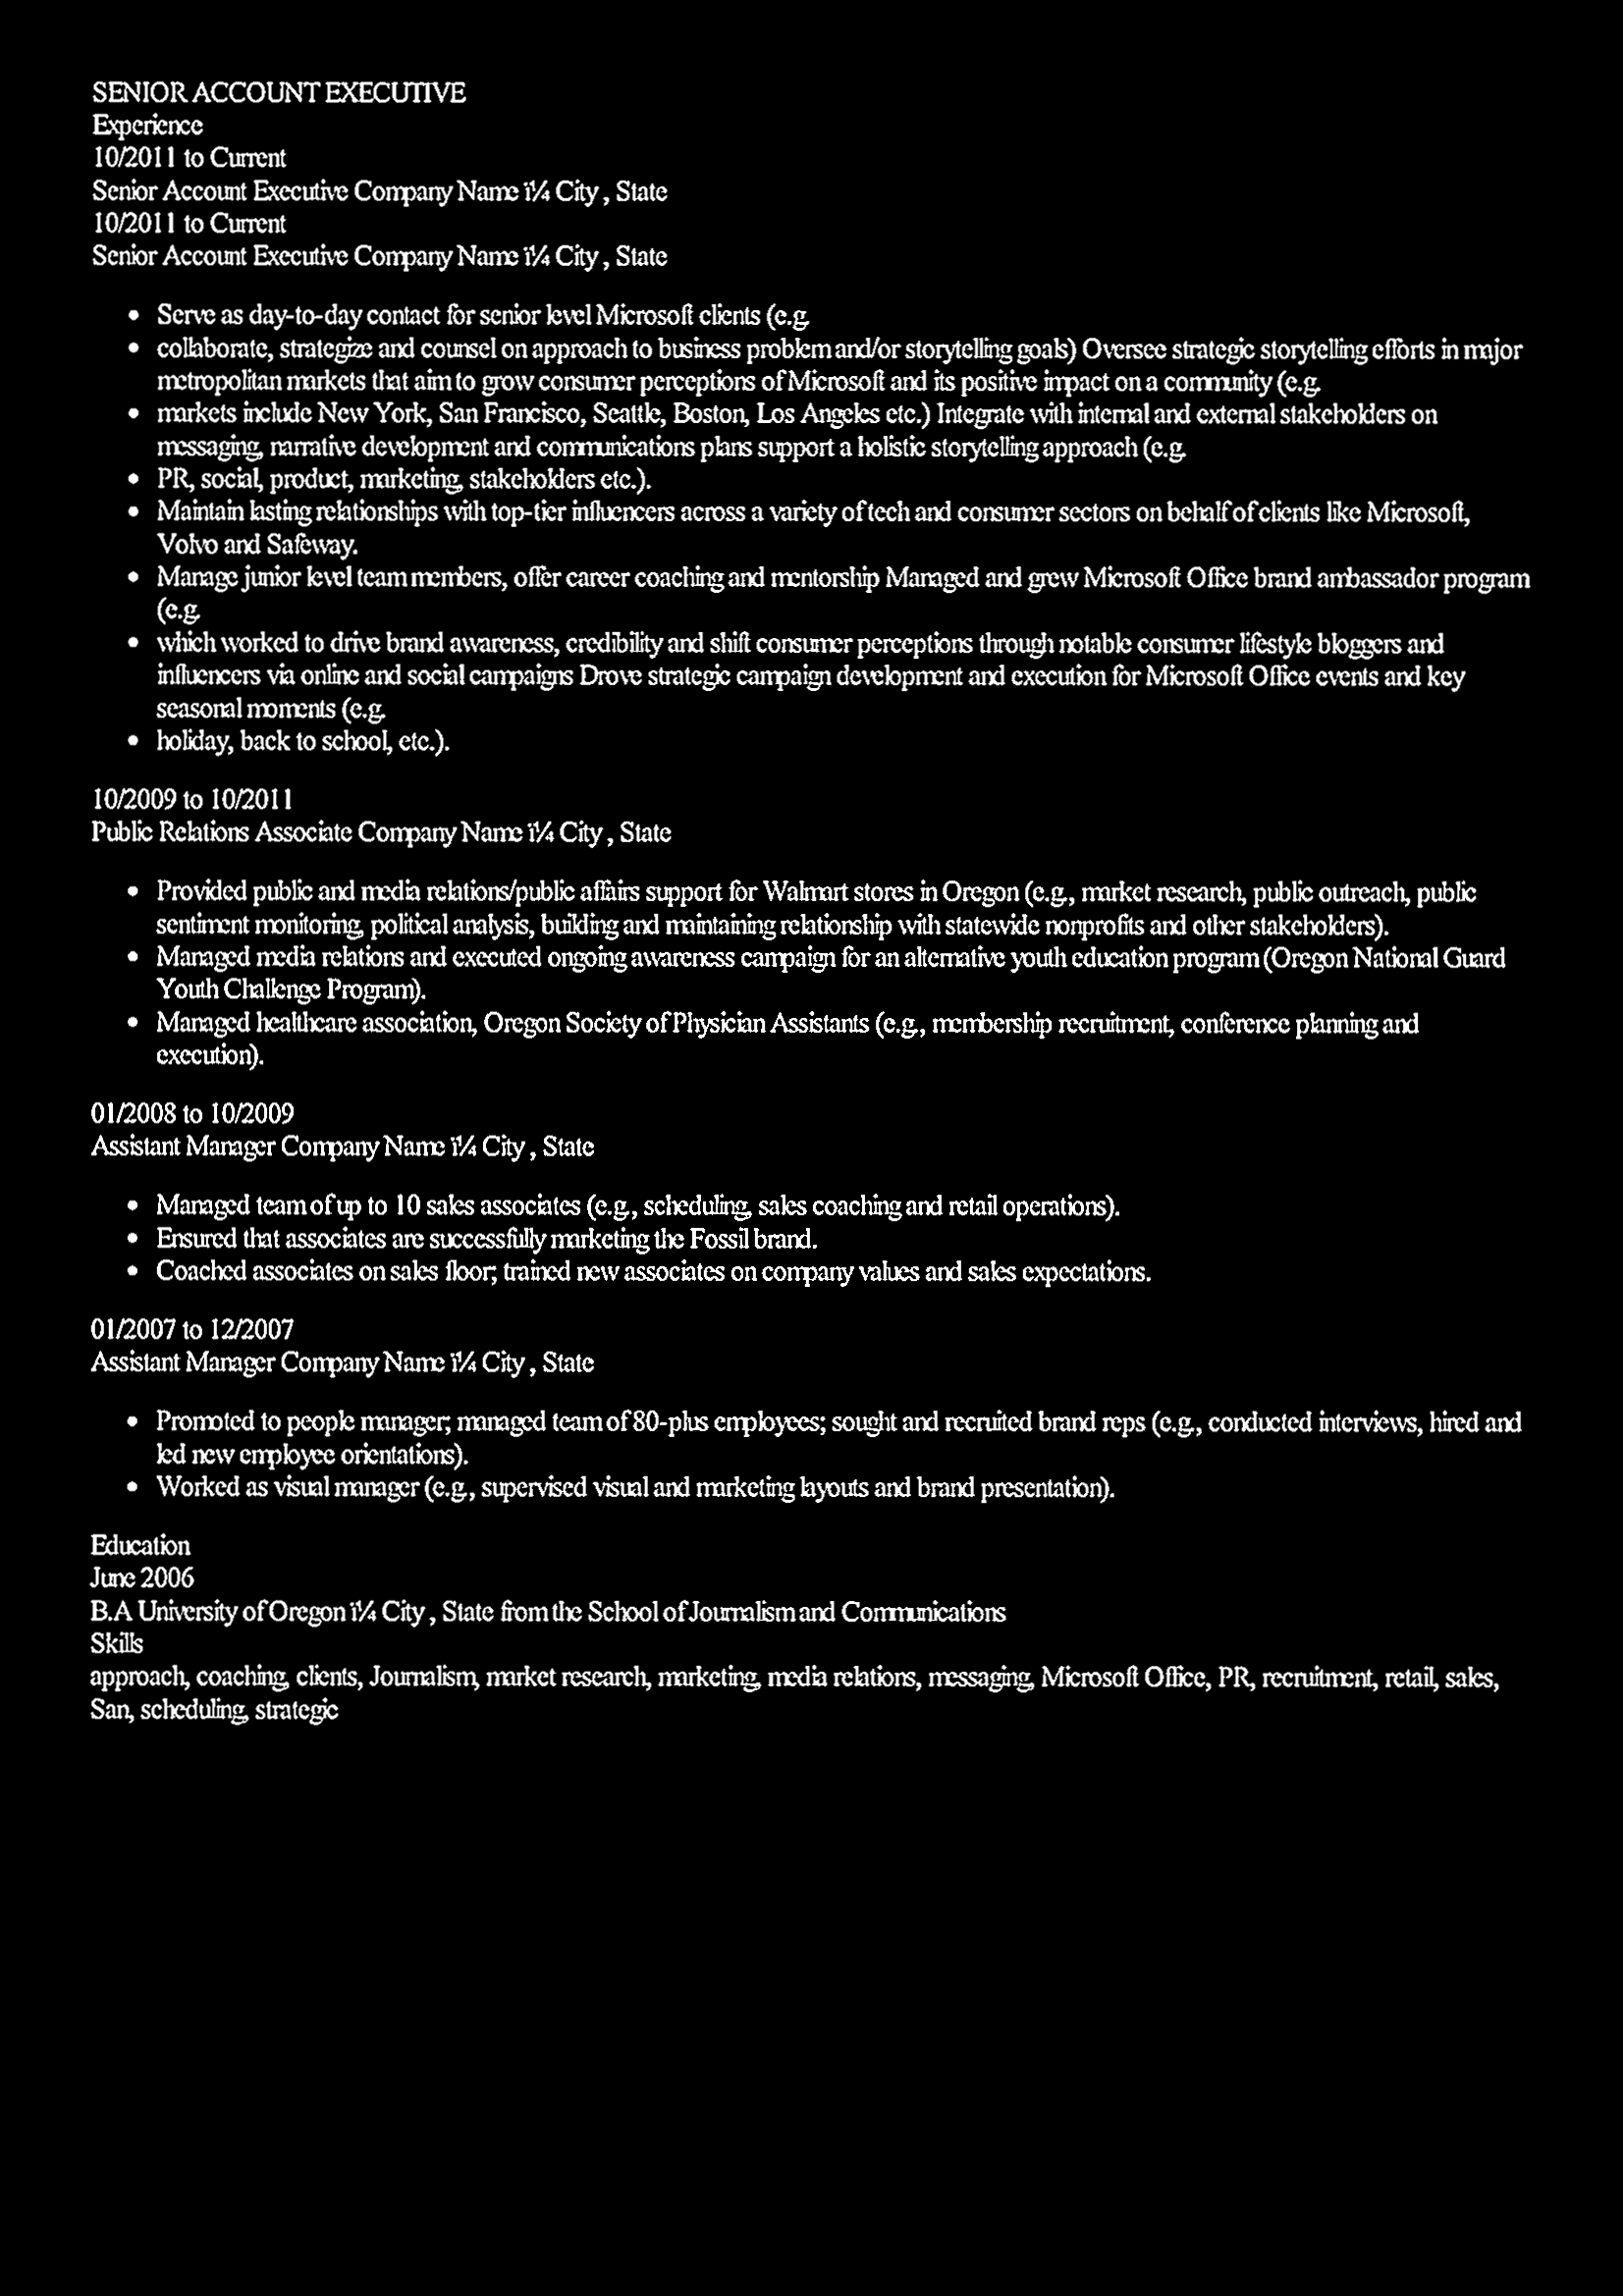 SENIOR ACCOUNT EXECUTIVE
Experience
10/2011 to Current
Senior Account Executive Company Name ï¼ City , State
10/2011 to Current
Senior Account Executive Company Name ï¼ City , State
• Serve as day-to-day contact for senior level Microsoft clients (e.g.
• collaborate, strategize and counsel on approach to business problem and/or storytelling goals) Oversee strategic storytelling efforts in major
metropolitan markets that aim to grow consumer perceptions of Microsoft and its positive impact on a community (e.g.
• markets include New York, San Francisco, Seattle, Boston, Los Angeles etc.) Integrate with internal and external stakeholders on
messaging, narrative development and communications plans support a holistic storytelling approach (e.g.
• PR, social, product, marketing, stakeholders etc.).
• Maintain lasting relationships with top-tier influencers across a variety of tech and consumer sectors on behalf of clients like Microsoft,
Volvo and Safeway.
• Manage junior level team members, offer career coaching and mentorship Managed and grew Microsoft Office brand ambassador program
(e.g.
• which worked to drive brand awareness, credibility and shift consumer perceptions through notable consumer lifestyle bloggers and
influencers via online and social campaigns Drove strategic campaign development and execution for Microsoft Office events and key
seasonal moments (e.g.
• holiday, back to school, etc.).
10/2009 to 10/2011
Public Relations Associate Company Name ï¼ City , State
• Provided public and media relations/public affairs support for Walmart stores in Oregon (e.g., market research, public outreach, public
sentiment monitoring, political analysis, building and maintaining relationship with statewide nonprofits and other stakeholders).
• Managed media relations and executed ongoing awareness campaign for an alternative youth education program (Oregon National Guard
Youth Challenge Program).
• Managed healthcare association, Oregon Society of Physician Assistants (e.g., membership recruitment, conference planning and
execution).
01/2008 to 10/2009
Assistant Manager Company Name ï¼ City , State
• Managed team of up to 10 sales associates (e.g., scheduling, sales coaching and retail operations).
• Ensured that associates are successfully marketing the Fossil brand.
• Coached associates on sales floor; trained new associates on company values and sales expectations.
01/2007 to 12/2007
Assistant Manager Company Name ï¼ City , State
• Promoted to people manager; managed team of 80-plus employees; sought and recruited brand reps (e.g., conducted interviews, hired and
led new employee orientations).
• Worked as visual manager (e.g., supervised visual and marketing layouts and brand presentation).
Education
June 2006
B.A University of Oregon ï¼ City , State from the School of Journalism and Communications
Skills
approach, coaching, clients, Journalism, market research, marketing, media relations, messaging, Microsoft Office, PR, recruitment, retail, sales,
San, scheduling, strategic